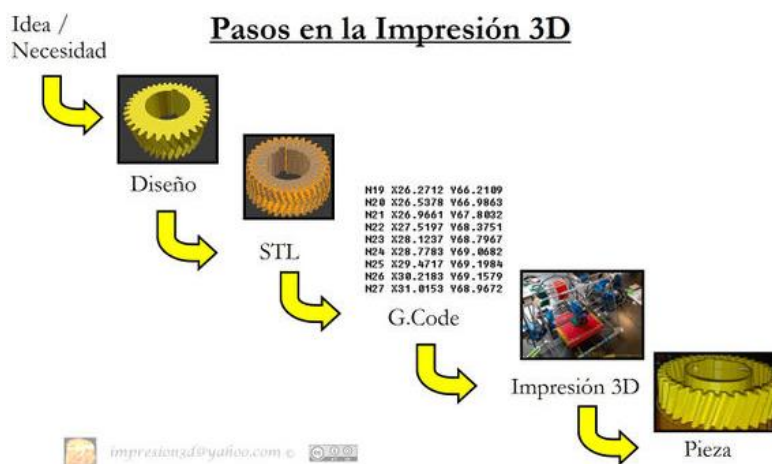 Idea /
Necesidad
Pasos en la Impresión 3D
Diseño
STL
N19 X26.2712 Y66.2109
N20 X26.5378 Y66.9863
N21 X26.9661 Y67.8032
N22 X27.5197 Y68.3751
N23 X28.1237 Y68.7967
N24 X28.7783 Y69.0682
N25 X29.4717 Y69.1984
N26 X30.2183 Y69.1579
N27 X31.0153 Y68.9672
G.Code
Impresión 3D
Pieza
impresion3d@yahoo.com ©